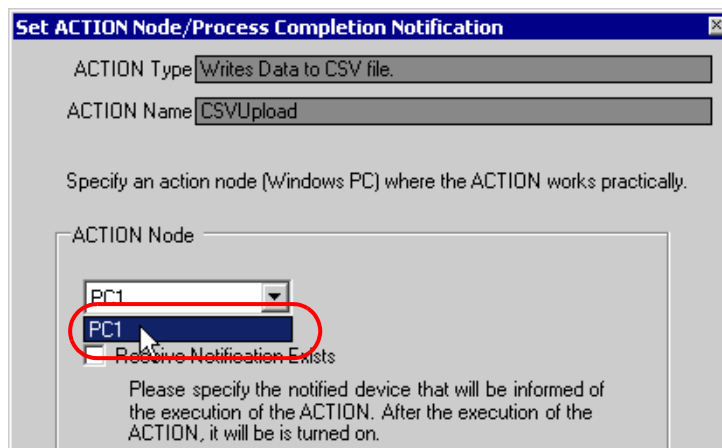 Set ACTION Node/Process Completion Notification
ACTION Type Writes Data to CSV file.
ACTION Name CSVUpload
Specify an action node (Windows PC) where the ACTION works practically.
ACTION Node
PC1
PC1
Receive Notification Exists
Please specify the notified device that will be informed of
the execution of the ACTION. After the execution of the
ACTION, it will be is turned on.